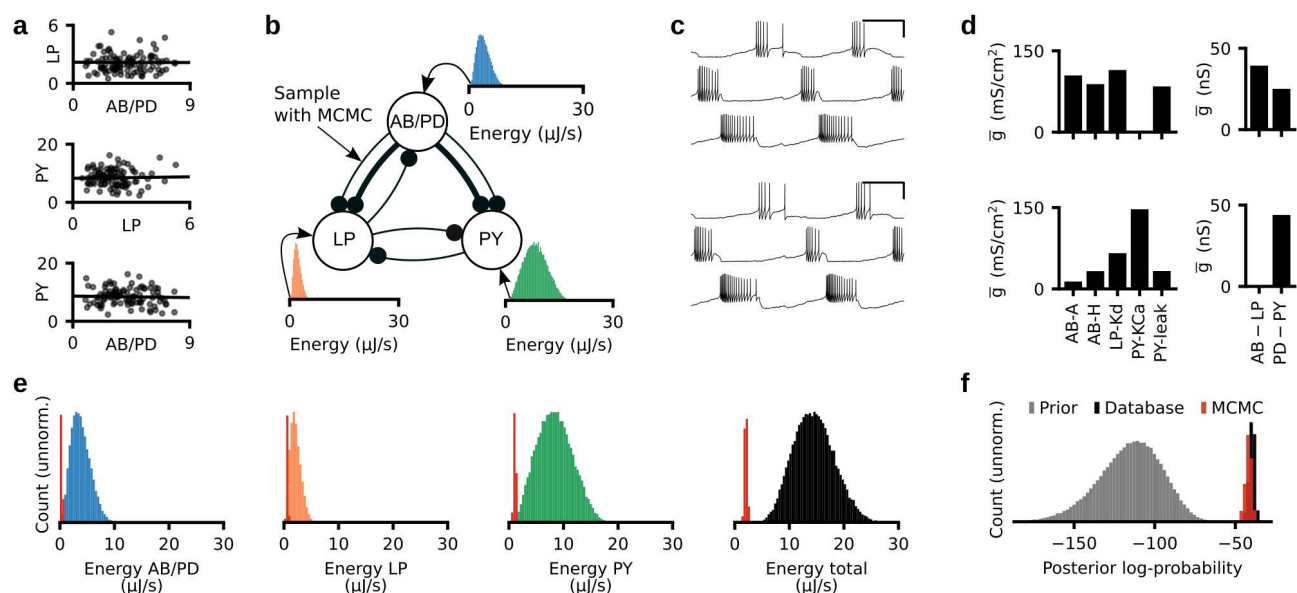 a
6
LP
0
0
9
AB/PD
20
PY
0
0
6
LP
20
PY
0
0
9
AB/PD
b
Sample
with MCMC
AB/PD
LP
PY
0
30
Energy (μJ/s)
0
30
Energy (μJ/s)
0
30
Energy (μJ/s)
c
d
150
g̅ (mS/cm²)
0
50
g̅ (nS)
0
150
g̅ (mS/cm²)
0
AB-A
AB-H
LP-Kd
PY-KCa
PY-leak
50
g̅ (nS)
0
AB – LP
PD – PY
e
Count (unnorm.)
0 10 20 30
Energy AB/PD
(μJ/s)
0 10 20 30
Energy LP
(μJ/s)
0 10 20 30
Energy PY
(μJ/s)
0 10 20 30
Energy total
(μJ/s)
f
Count (unnorm.)
Prior Database MCMC
−150 −100 −50
Posterior log-probability